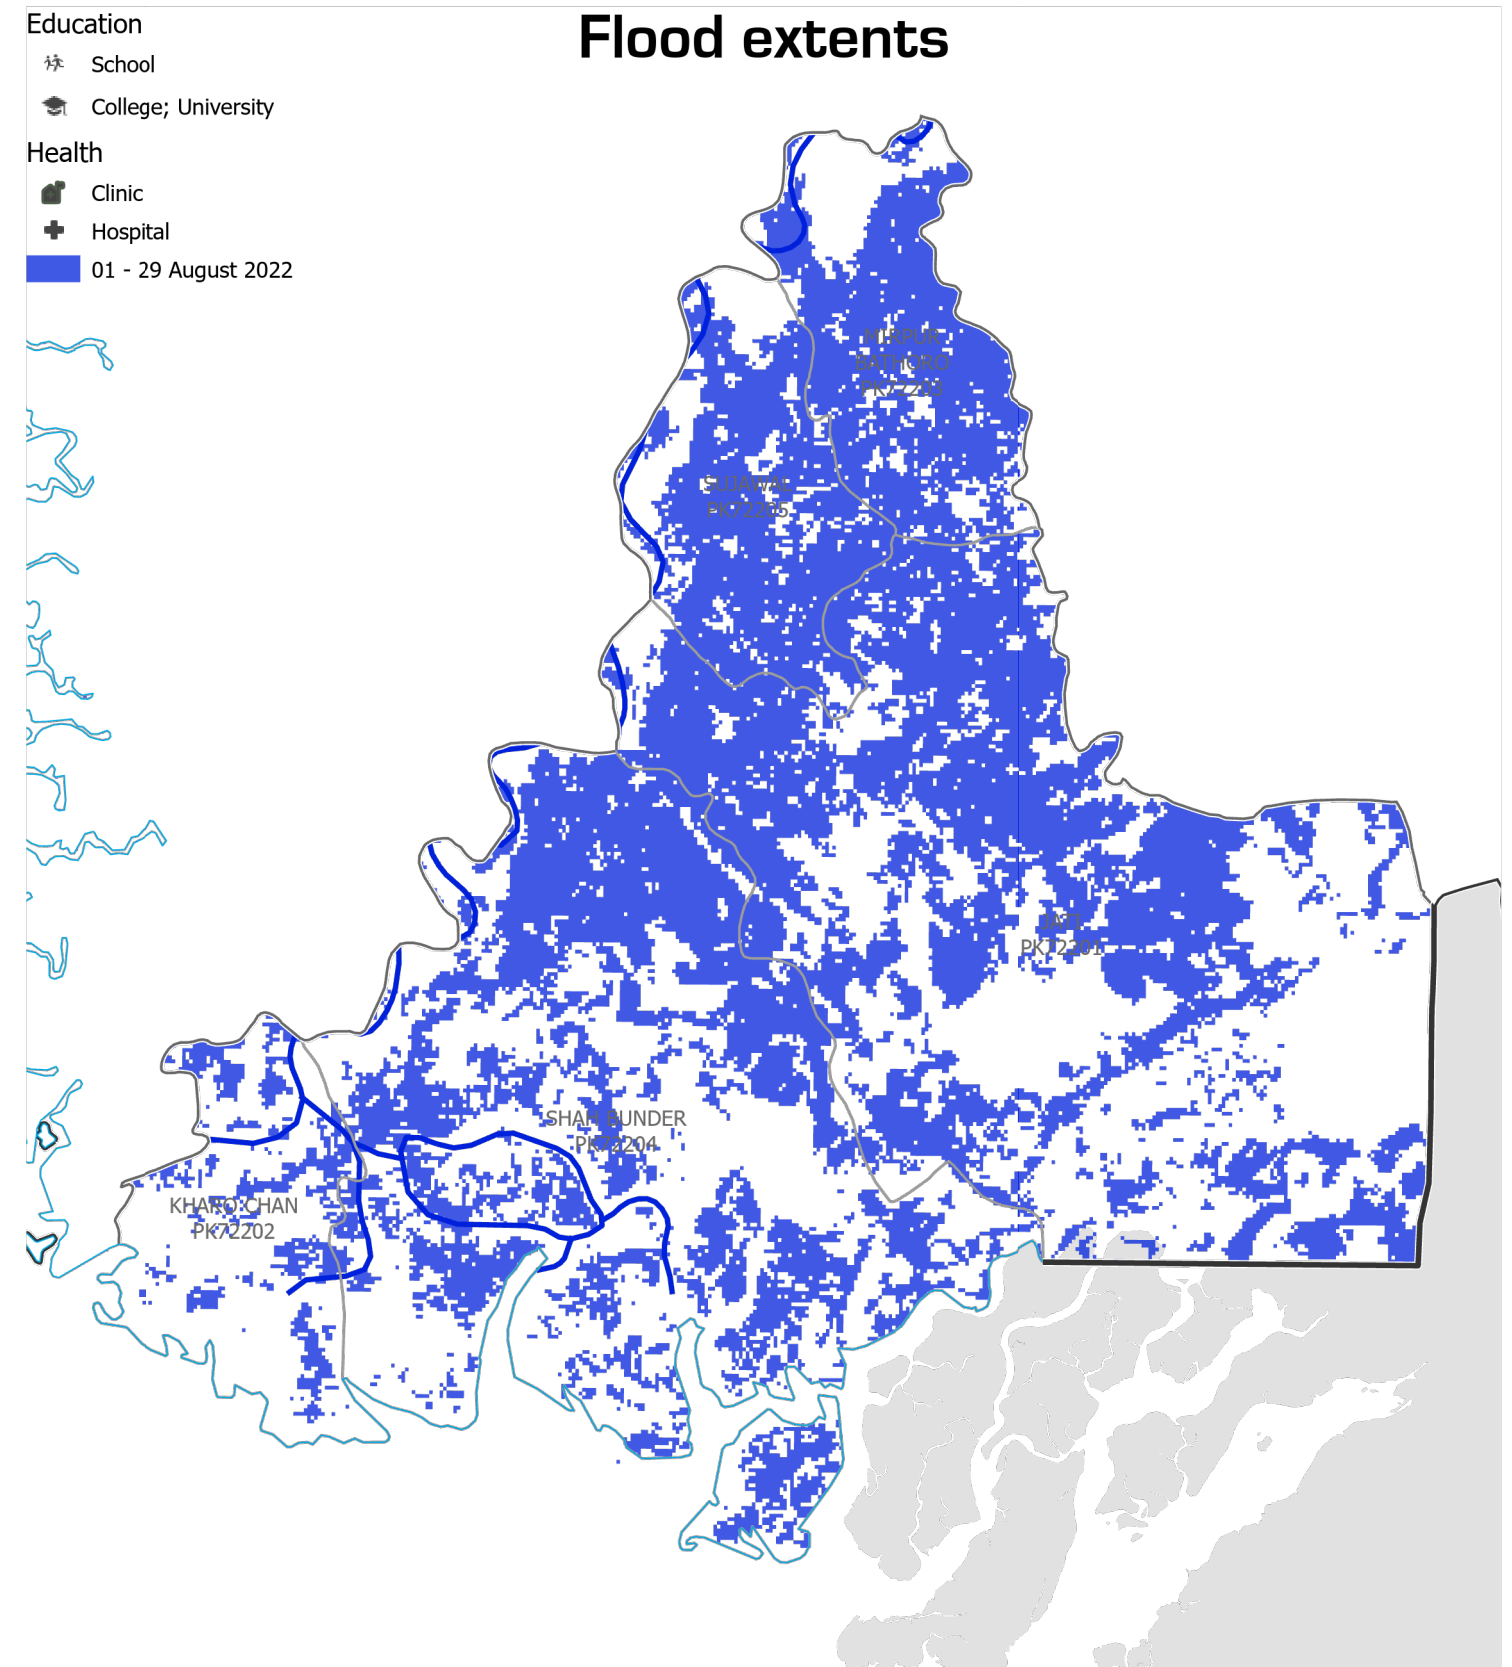 Flood extents
Education
School
College; University
Health
Clinic
Hospital
01 - 29 August 2022
MIRPUR
BATHORO
PK72203
SUJAWAL
PK72205
JATI
PK72201
SHAH BUNDER
PK72204
KHARO CHAN
PK72202